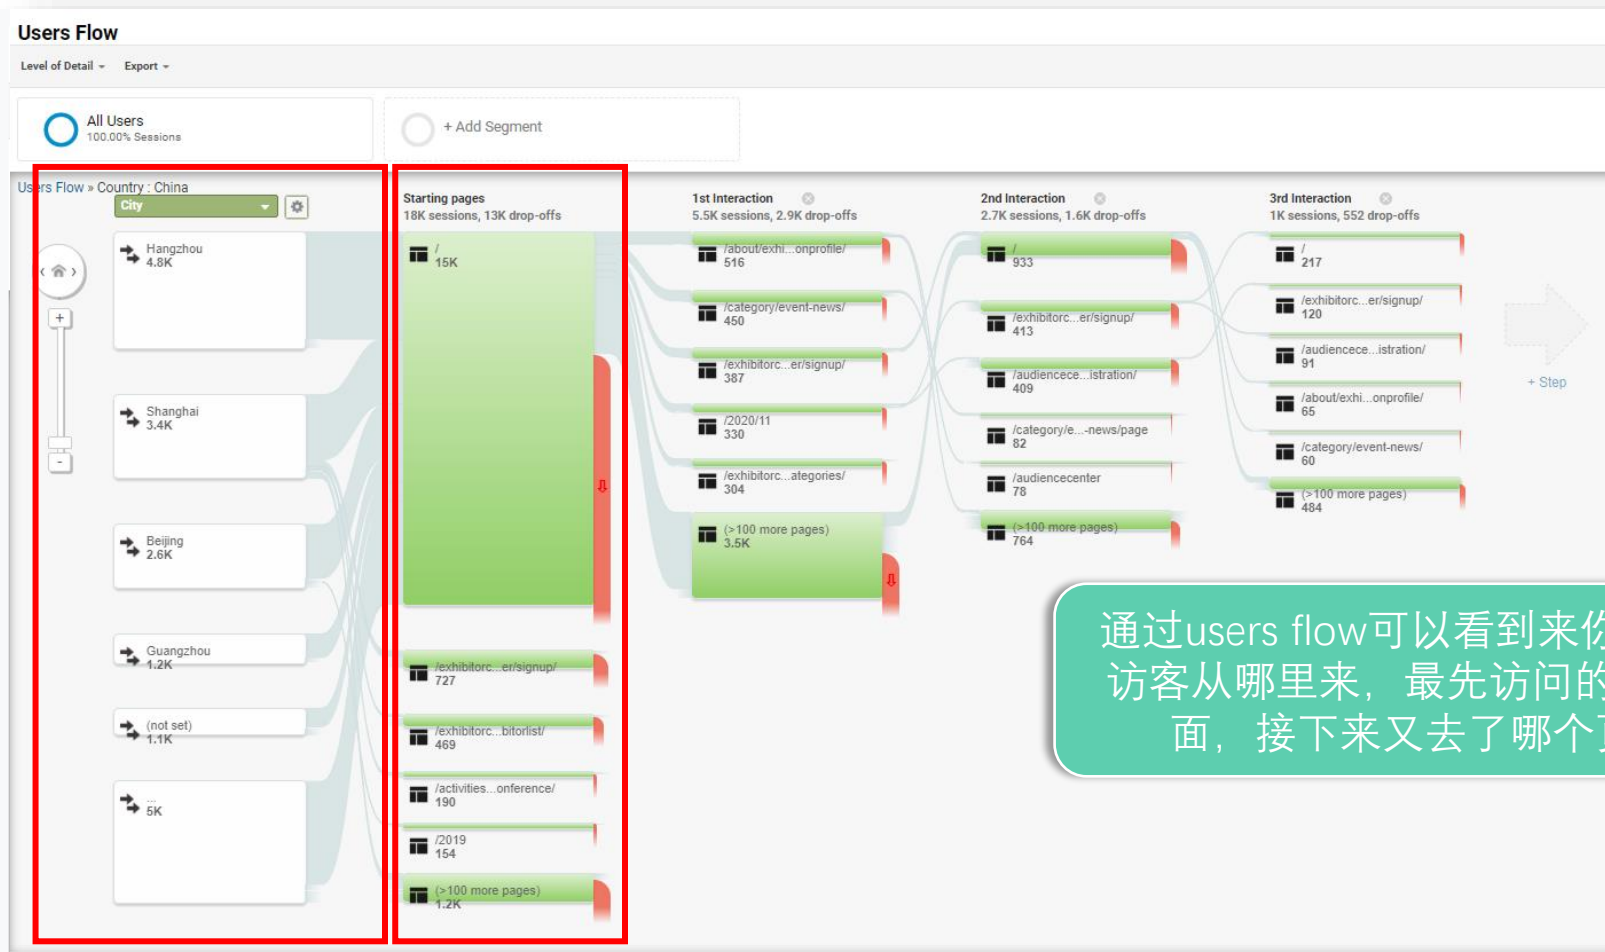 Users Flow
Level of Detail
Export
All Users
100.00% Sessions
+ Add Segment
Users Flow » Country : China
City
Hangzhou
4.8K
Shanghai
3.4K
Beijing
2.6K
Guangzhou
1.2K
(not set)
1.1K
...
5K
Starting pages
18K sessions, 13K drop-offs
/
15K
/exhibitorc...er/signup/
727
/exhibitorc...bitorlist/
469
/activities...onference/
190
/2019
154
(>100 more pages)
1.2K
1st Interaction
5.5K sessions, 2.9K drop-offs
/about/exhi...onprofile/
516
/category/event-news/
450
/exhibitorc...er/signup/
387
/2020/11
330
/exhibitorc...ategories/
304
(>100 more pages)
3.5K
2nd Interaction
2.7K sessions, 1.6K drop-offs
/
933
/exhibitorc...er/signup/
413
/audiencece...istration/
409
/category/e...-news/page
82
/audiencecenter
78
(>100 more pages)
764
3rd Interaction
1K sessions, 552 drop-offs
/
217
/exhibitorc...er/signup/
120
/audiencece...istration/
91
/about/exhi...onprofile/
65
/category/event-news/
60
(>100 more pages)
484
+ Step
通过users flow可以看到来你
访客从哪里来，最先访问的
面，接下来又去了哪个